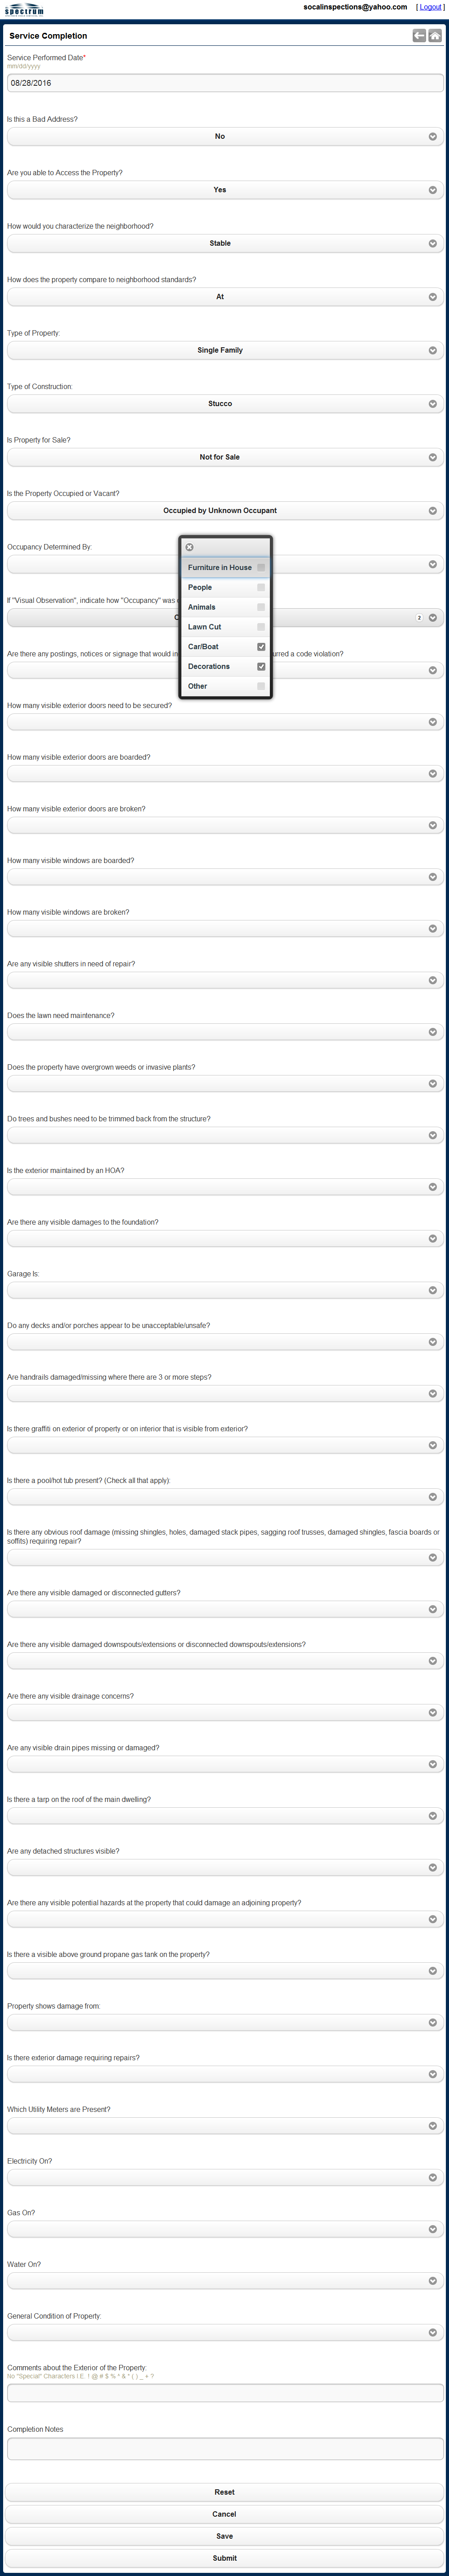 spectrum
socalinspections@yahoo.com [ Logout ]
Service Completion
Service Performed Date*
mm/dd/yyyy
08/28/2016
Is this a Bad Address?
No
Are you able to Access the Property?
Yes
How would you characterize the neighborhood?
Stable
How does the property compare to neighborhood standards?
At
Type of Property:
Single Family
Type of Construction:
Stucco
Is Property for Sale?
Not for Sale
Is the Property Occupied or Vacant?
Occupied by Unknown Occupant
Occupancy Determined By:
If "Visual Observation", indicate how "Occupancy" was
C
2
Furniture in House
People
Animals
Lawn Cut
Car/Boat
Decorations
Other
Are there any postings, notices or signage that would in
urred a code violation?
How many visible exterior doors need to be secured?
How many visible exterior doors are boarded?
How many visible exterior doors are broken?
How many visible windows are boarded?
How many visible windows are broken?
Are any visible shutters in need of repair?
Does the lawn need maintenance?
Does the property have overgrown weeds or invasive plants?
Do trees and bushes need to be trimmed back from the structure?
Is the exterior maintained by an HOA?
Are there any visible damages to the foundation?
Garage Is:
Do any decks and/or porches appear to be unacceptable/unsafe?
Are handrails damaged/missing where there are 3 or more steps?
Is there graffiti on exterior of property or on interior that is visible from exterior?
Is there a pool/hot tub present? (Check all that apply):
Is there any obvious roof damage (missing shingles, holes, damaged stack pipes, sagging roof trusses, damaged shingles, fascia boards or
soffits) requiring repair?
Are there any visible damaged or disconnected gutters?
Are there any visible damaged downspouts/extensions or disconnected downspouts/extensions?
Are there any visible drainage concerns?
Are any visible drain pipes missing or damaged?
Is there a tarp on the roof of the main dwelling?
Are any detached structures visible?
Are there any visible potential hazards at the property that could damage an adjoining property?
Is there a visible above ground propane gas tank on the property?
Property shows damage from:
Is there exterior damage requiring repairs?
Which Utility Meters are Present?
Electricity On?
Gas On?
Water On?
General Condition of Property:
Comments about the Exterior of the Property:
No "Special" Characters I.E. ! @ # $ % ^ & * ( ) _ + ?
Completion Notes
Reset
Cancel
Save
Submit